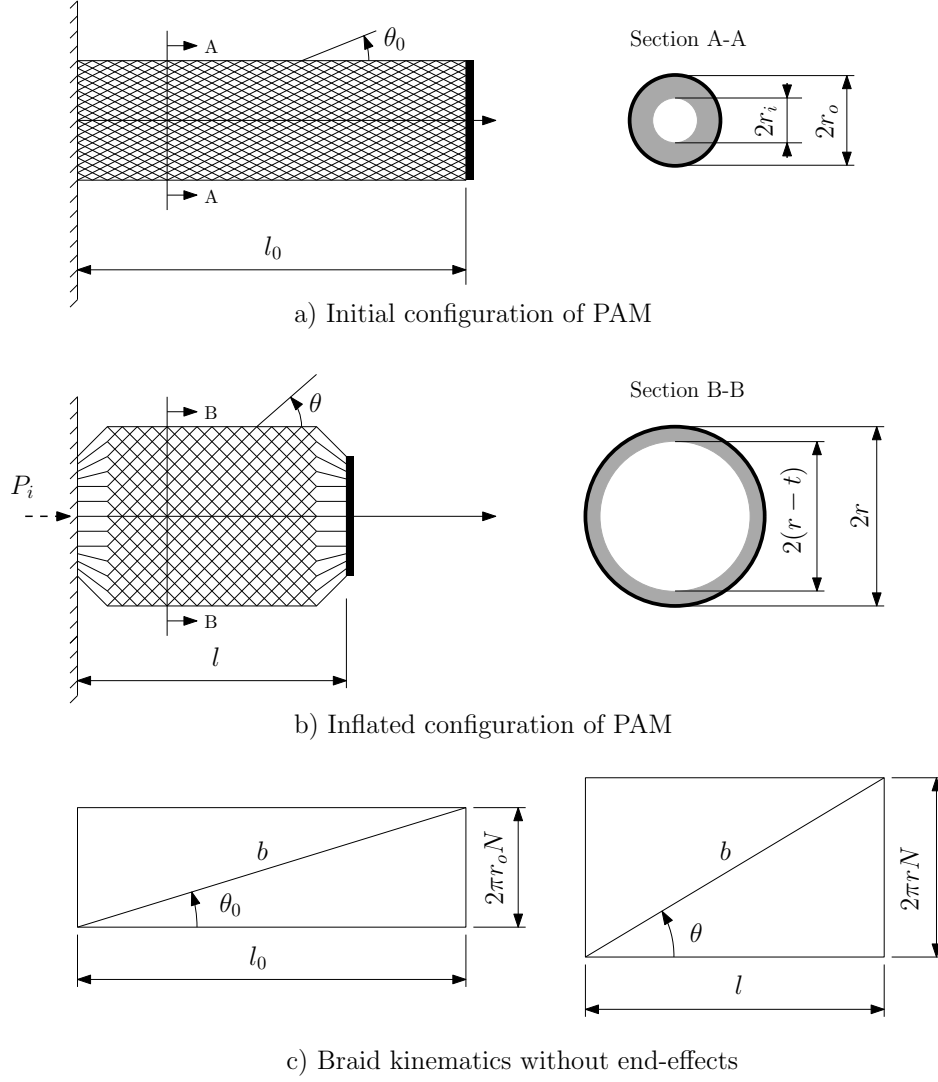 θ₀
A
Section A-A
2rᵢ
2rₒ
A
l₀
a) Initial configuration of PAM
Section B-B
B
θ
Pᵢ
2(r − t)
2r
B
l
b) Inflated configuration of PAM
b
θ₀
2πrₒN
l₀
b
θ
2πrN
l
c) Braid kinematics without end-effects